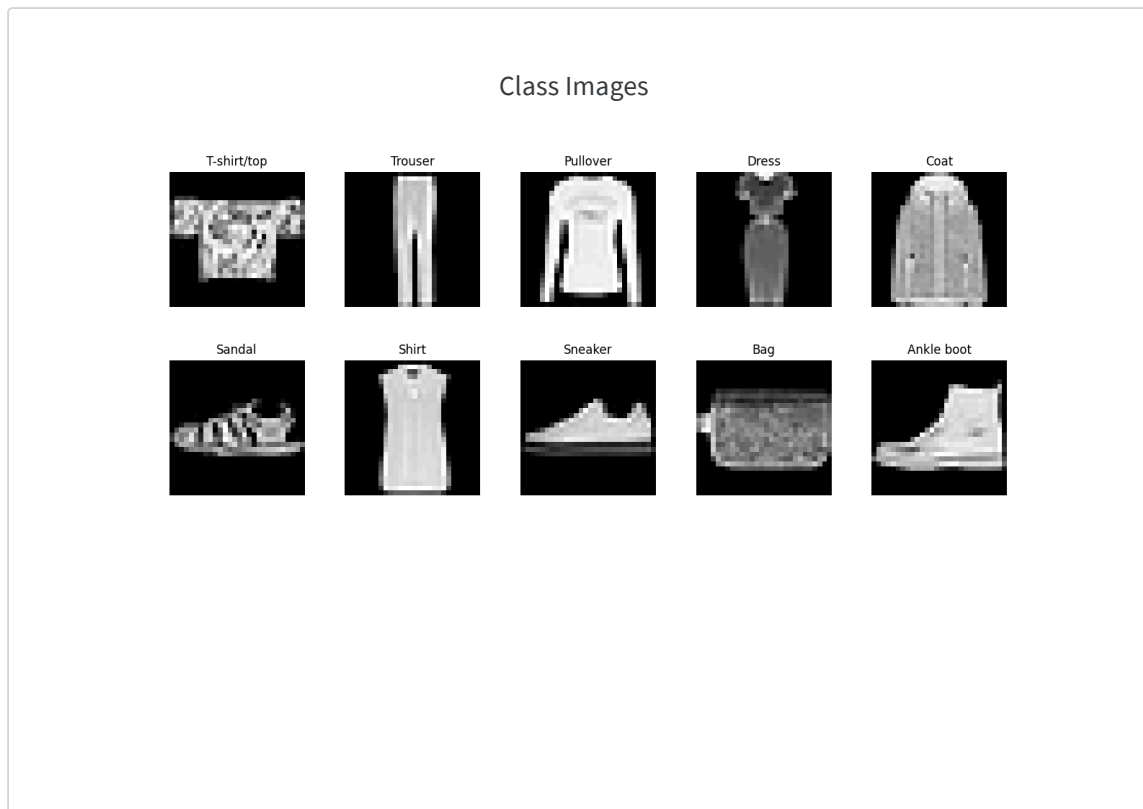 Class Images
T-shirt/top
Trouser
Pullover
Dress
Coat
Sandal
Shirt
Sneaker
Bag
Ankle boot